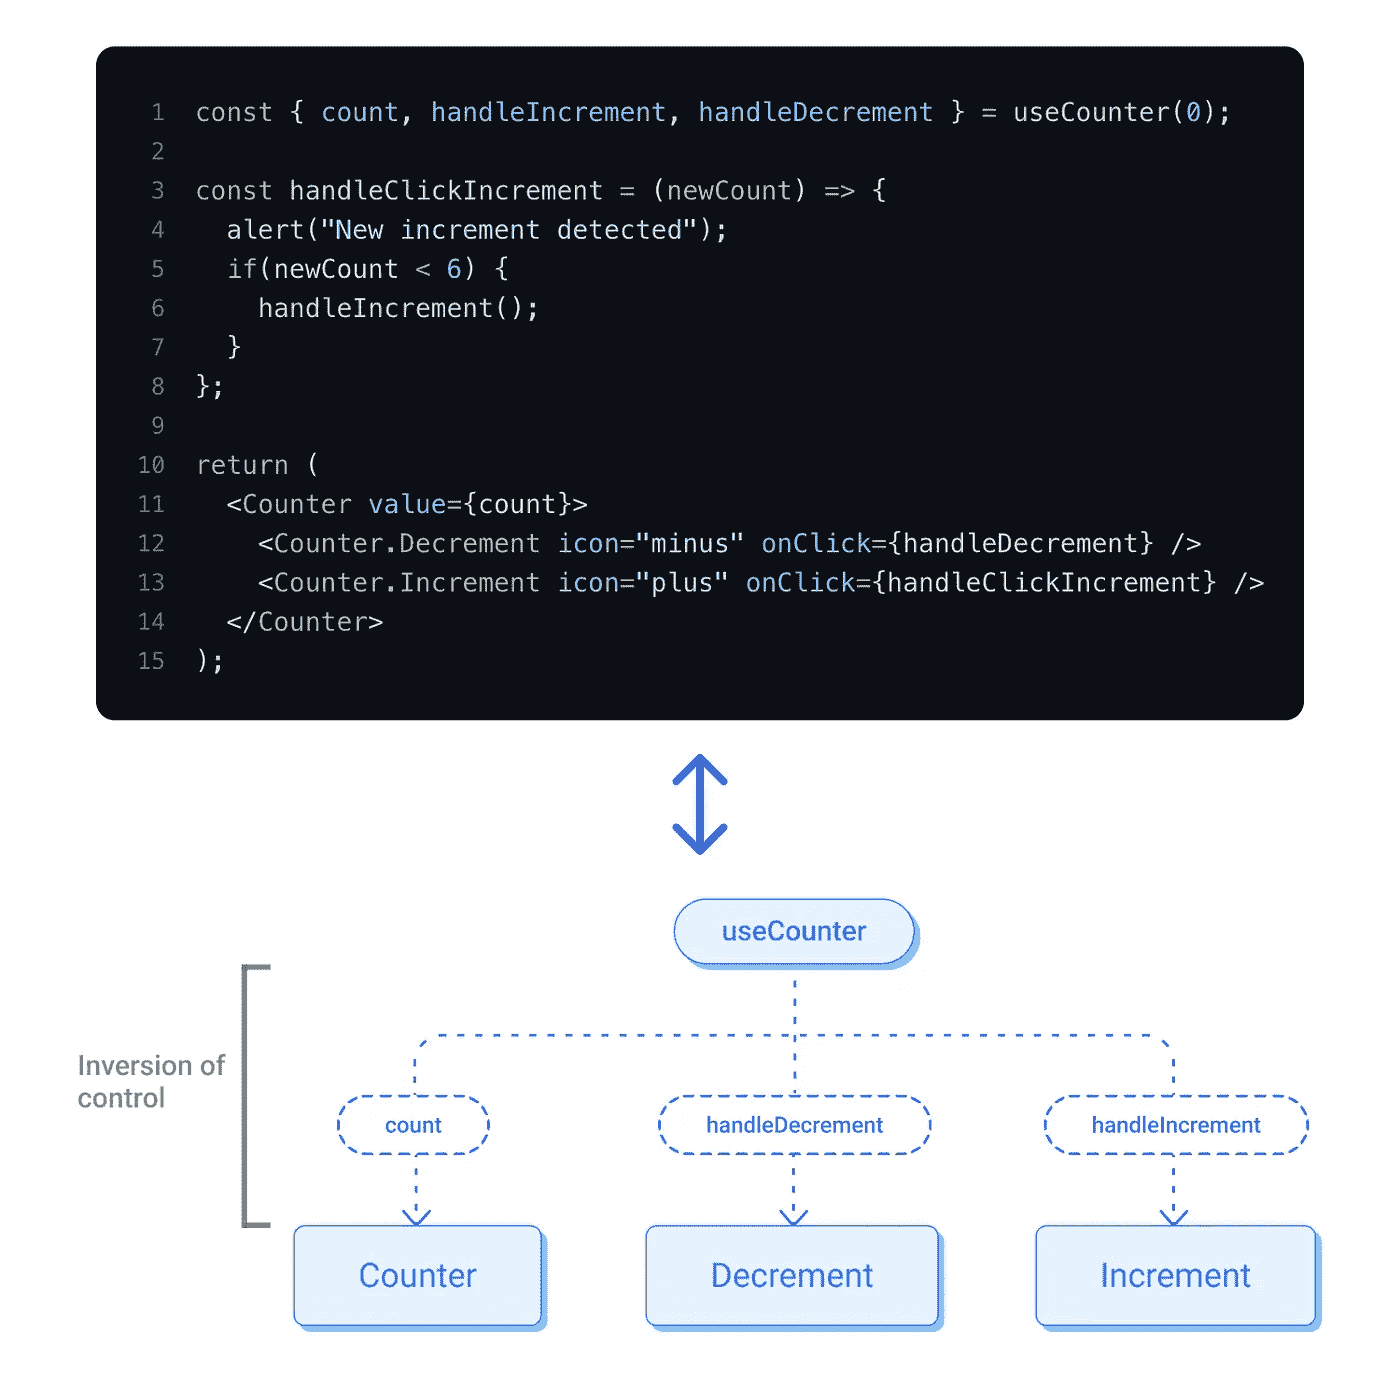 1 const { count, handleIncrement, handleDecrement } = useCounter(0);
2
3 const handleClickIncrement = (newCount) => {
4   alert("New increment detected");
5   if(newCount < 6) {
6     handleIncrement();
7   }
8 };
9
10 return (
11   <Counter value={count}>
12     <Counter.Decrement icon="minus" onClick={handleDecrement} />
13     <Counter.Increment icon="plus" onClick={handleClickIncrement} />
14   </Counter>
15 );
useCounter
Inversion of
control
count
handleDecrement
handleIncrement
Counter
Decrement
Increment